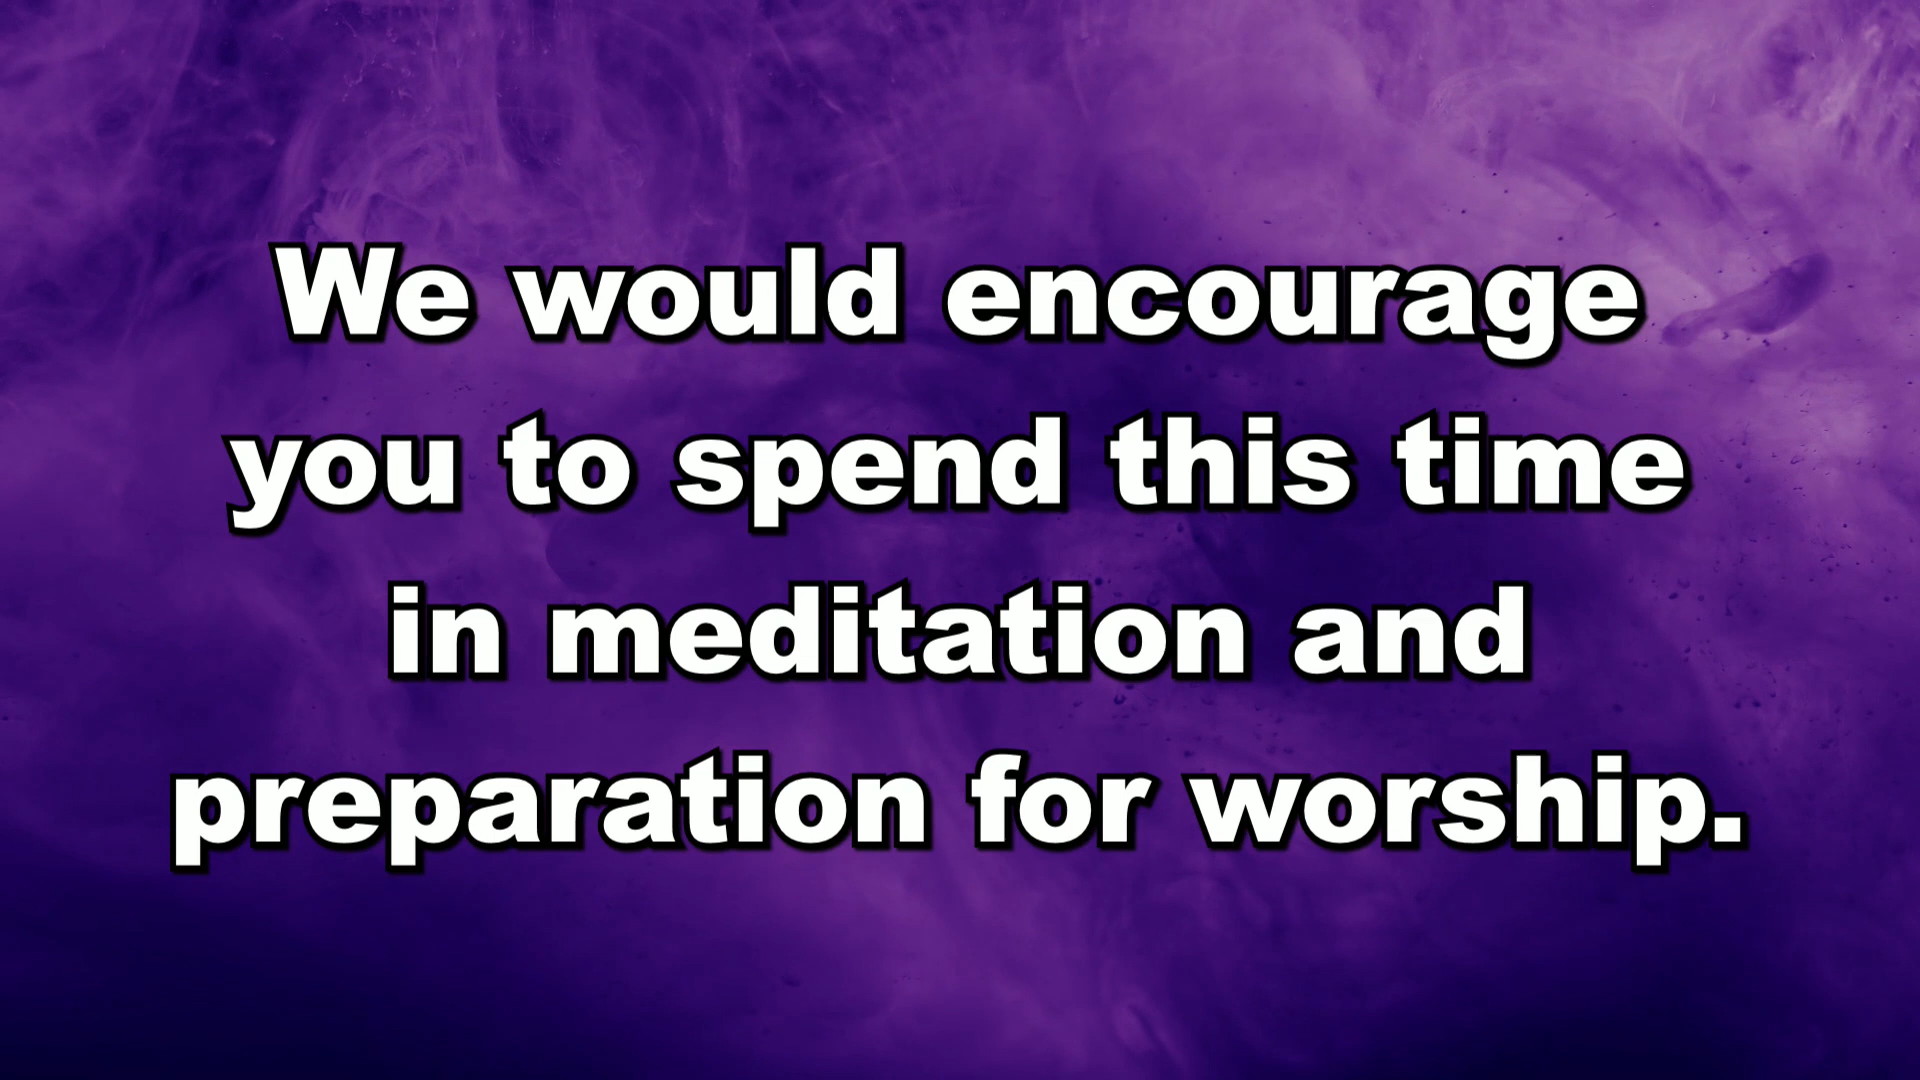 We would encourage
you to spend this time
in meditation and
preparation for worship.